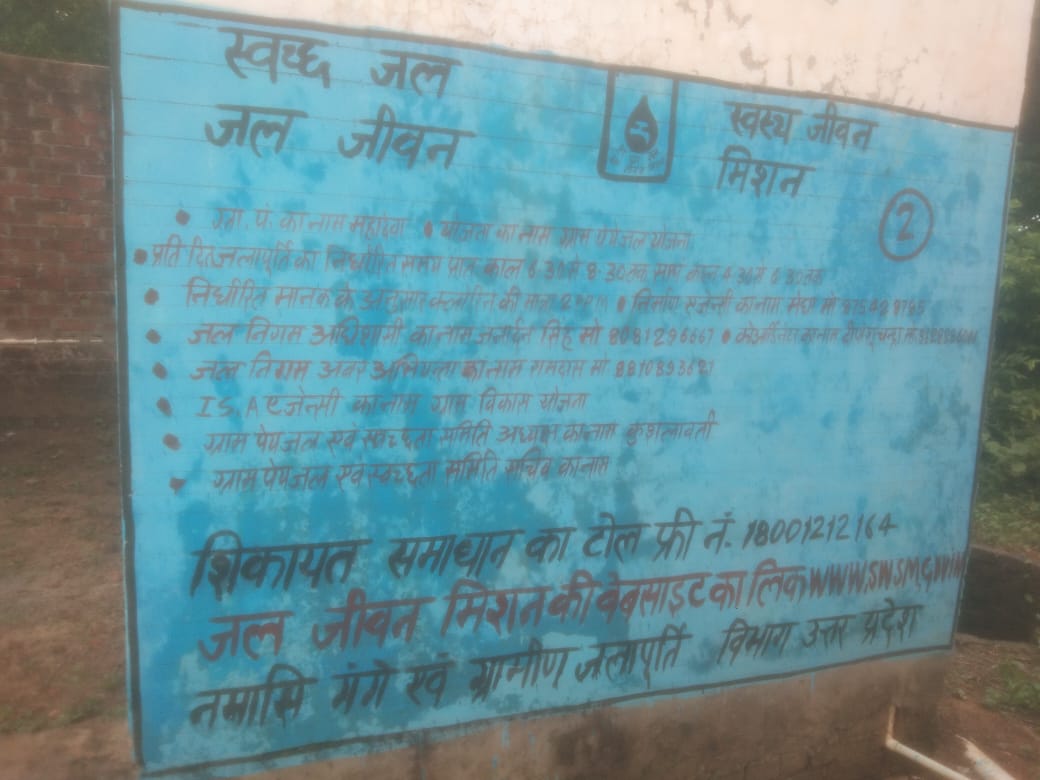 स्वच्छ जल स्वस्थ्य जीवन
जल जीवन मिशन
2
• ग्रा. पं. का नाम महादेवा • योजना का नाम ग्राम पेयजल योजना
• प्रति दिन जलापूर्ति का निर्धारित समय प्रातः काल 6:30 से 8:30 तक 4:30 से 6:30 तक
• निर्धारित मानक के अनुसार क्लोरीन की मात्रा • निर्माण एजेन्सी का नाम मेघा मो
• जल निगम अधिशाषी का नाम जनार्दन सिंह मो 8081296667 • कोआर्डिनेटर का नाम
• जल निगम अवर अभियन्ता का नाम रामदास मो
• I.S.A एजेन्सी का नाम ग्राम विकास योजना
• ग्राम पेयजल एवं स्वच्छता समिति अध्यक्ष का नाम कुशलावती
• ग्राम पेयजल एवं स्वच्छता समिति सचिव का नाम
शिकायत समाधान का टोल फ्री नं. 18001212164
जल जीवन मिशन की वेबसाइट का लिंक
नमामि गंगे एवं ग्रामीण जलापूर्ति विभाग उत्तर प्रदेश